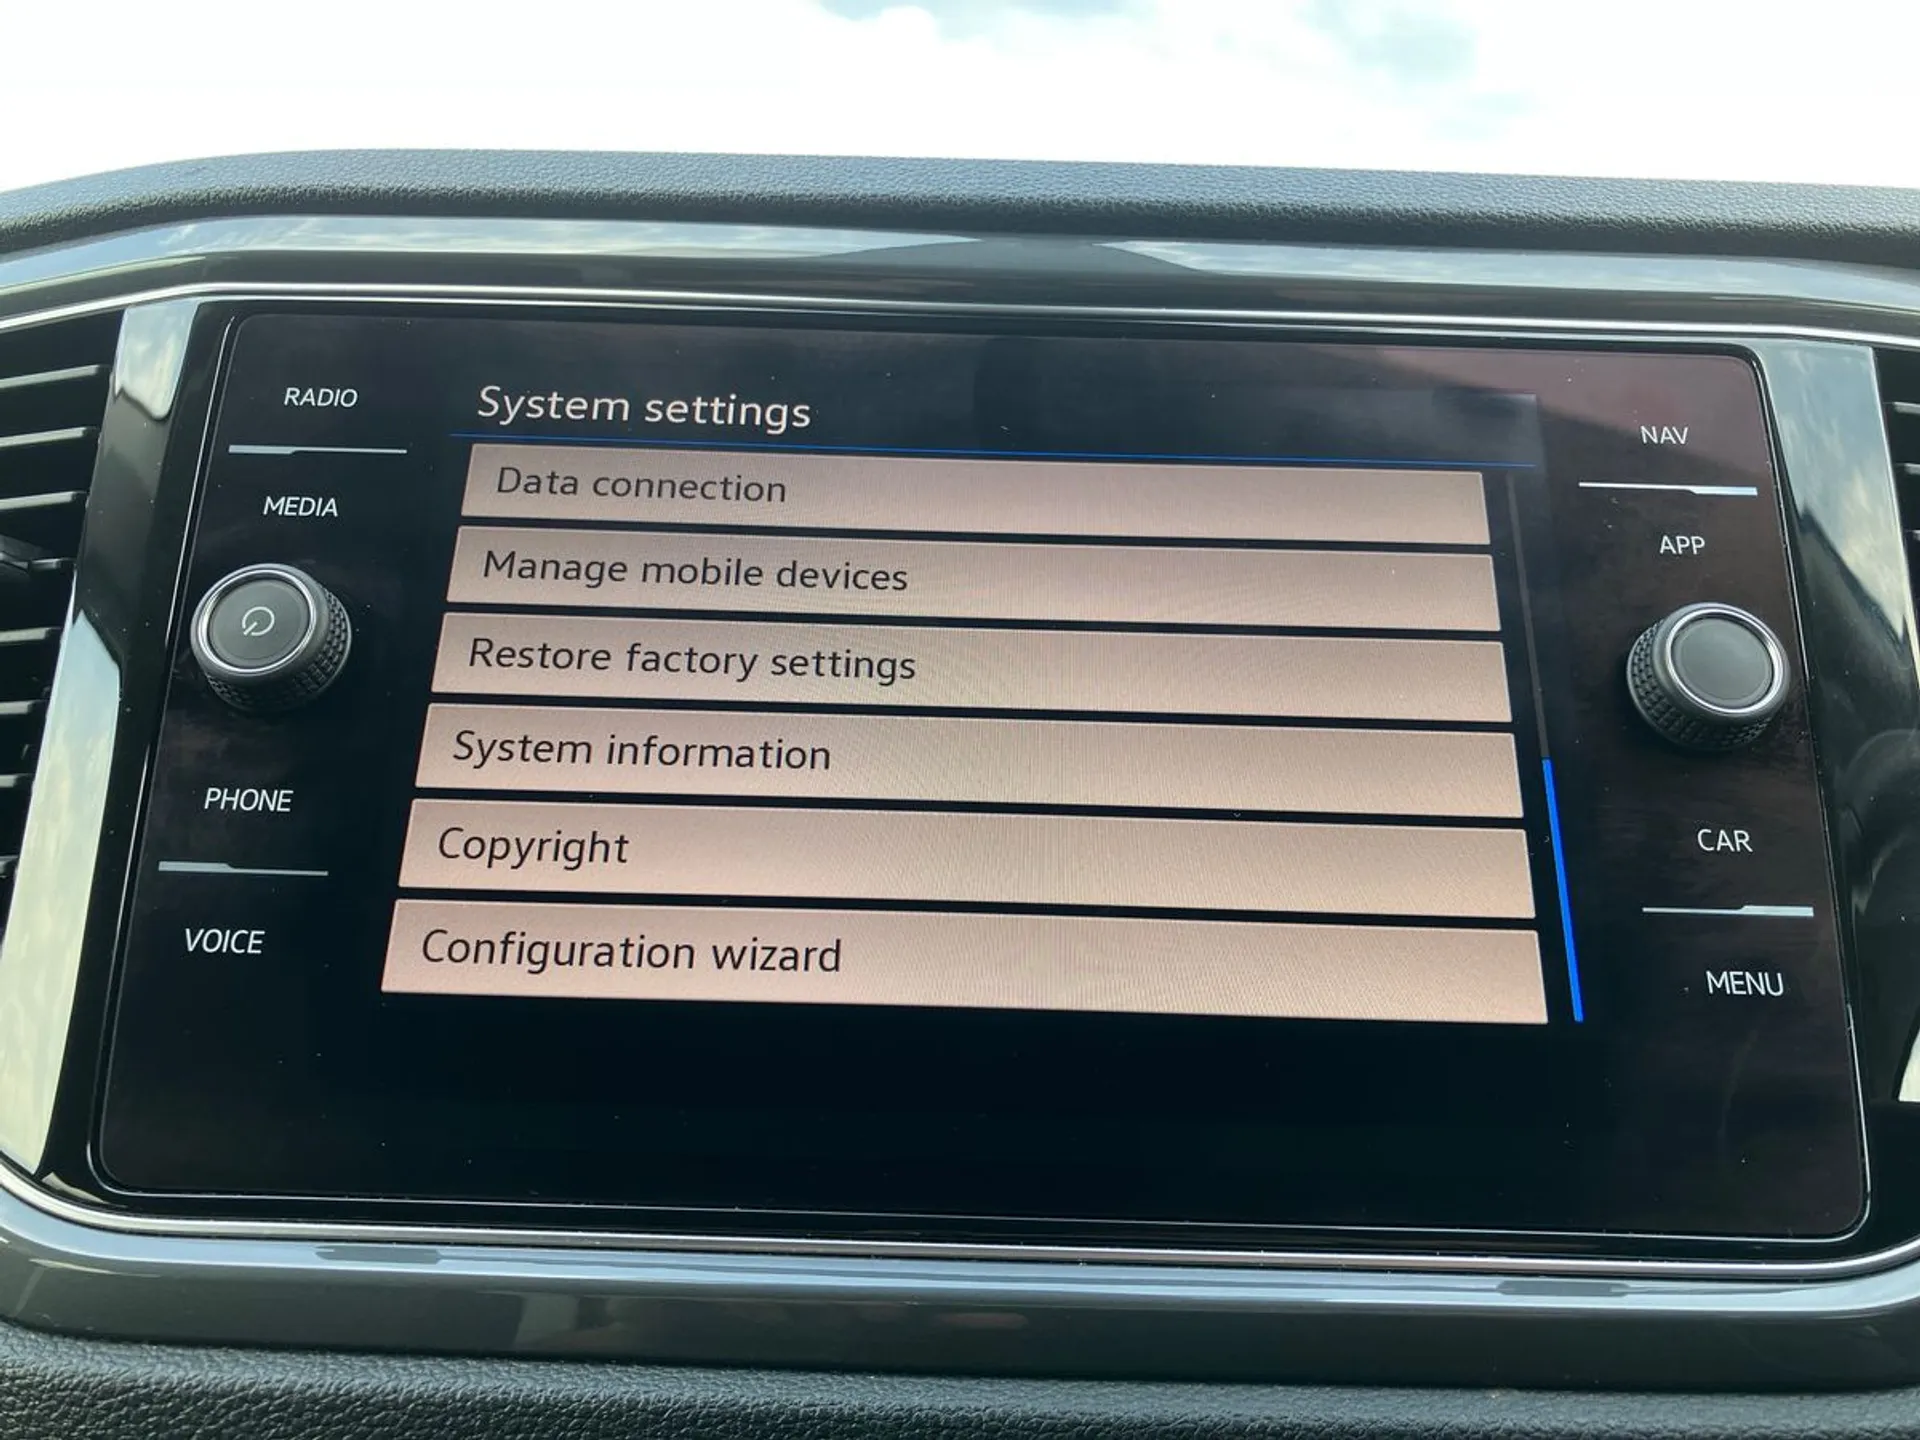 RADIO
MEDIA
PHONE
VOICE
System settings
Data connection
Manage mobile devices
Restore factory settings
System information
Copyright
Configuration wizard
NAV
APP
CAR
MENU